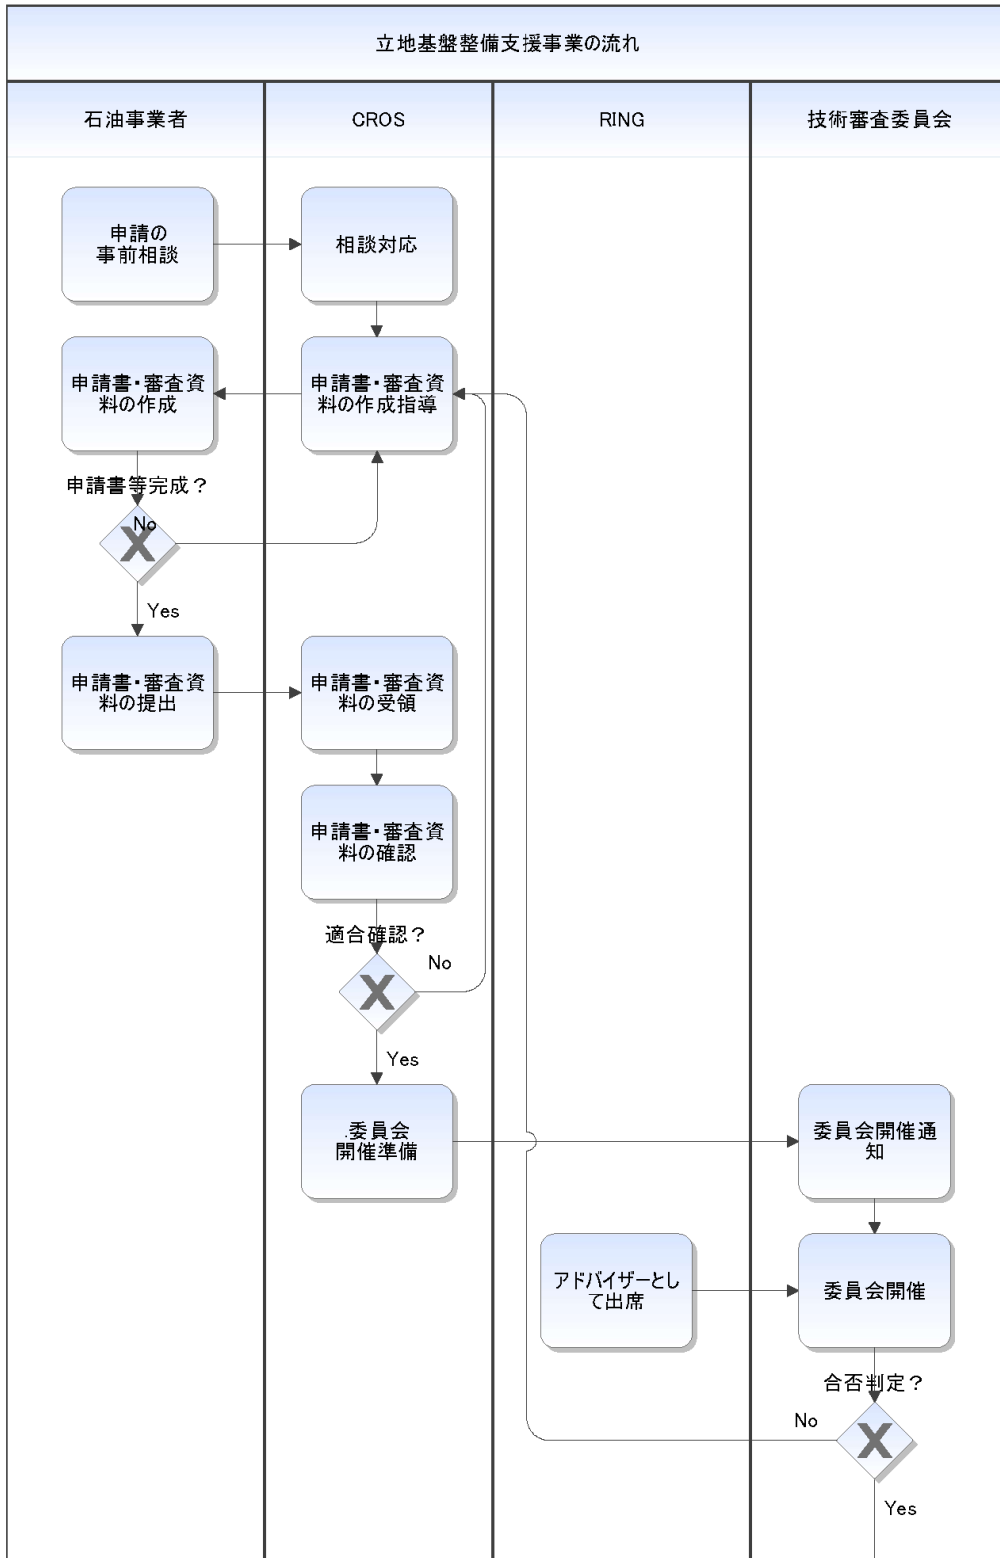 立地基盤整備支援事業の流れ
石油事業者
CROS
RING
技術審査委員会
申請の
事前相談
相談対応
申請書・審査資
料の作成
申請書・審査資
料の作成指導
申請書等完成？
No
Yes
申請書・審査資
料の提出
申請書・審査資
料の受領
申請書・審査資
料の確認
適合確認？
No
Yes
.委員会
開催準備
委員会開催通
知
アドバイザーとし
て出席
委員会開催
合否判定？
No
Yes